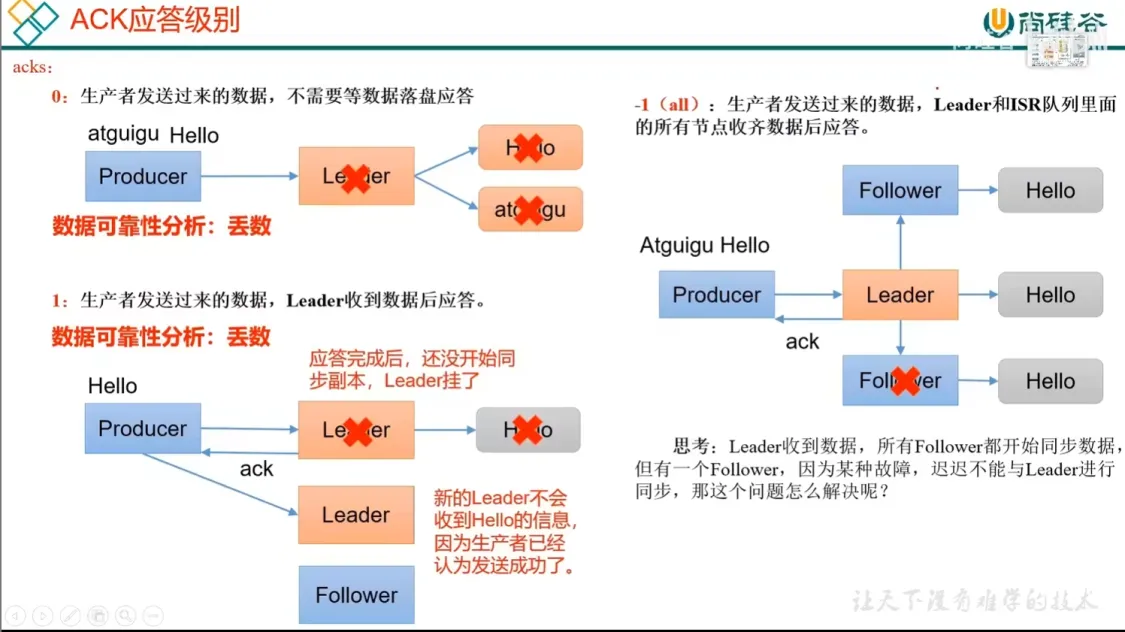 ACK应答级别
尚硅谷
acks:
0：生产者发送过来的数据，不需要等数据落盘应答
atguigu Hello
Producer
Leader
Hello
atguigu
数据可靠性分析：丢数
1：生产者发送过来的数据，Leader收到数据后应答。
数据可靠性分析：丢数
应答完成后，还没开始同
步副本，Leader挂了
Hello
Producer
Leader
Hello
ack
Leader
新的Leader不会
收到Hello的信息，
因为生产者已经
认为发送成功了。
Follower
-1（all）：生产者发送过来的数据，Leader和ISR队列里面
的所有节点收齐数据后应答。
Follower
Hello
Atguigu Hello
Producer
Leader
Hello
ack
Follower
Hello
思考：Leader收到数据，所有Follower都开始同步数据，
但有一个Follower，因为某种故障，迟迟不能与Leader进行
同步，那这个问题怎么解决呢？
让天下没有难学的技术